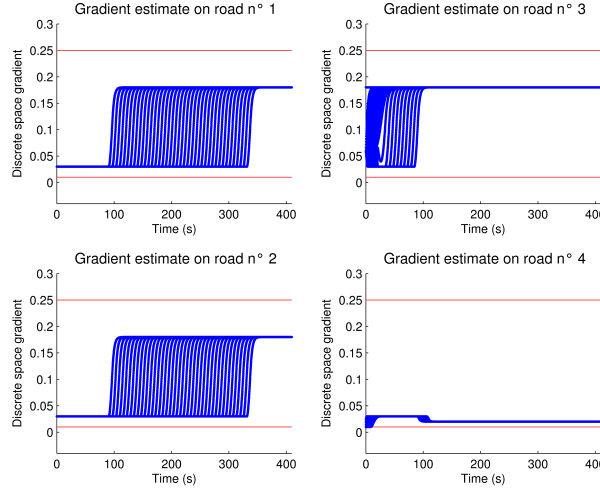 Gradient estimate on road n° 1
0.3
0.25
0.2
0.15
0.1
0.05
0
Discrete space gradient
0 100 200 300 400
Time (s)
Gradient estimate on road n° 3
0.3
0.25
0.2
0.15
0.1
0.05
0
Discrete space gradient
0 100 200 300 400
Time (s)
Gradient estimate on road n° 2
0.3
0.25
0.2
0.15
0.1
0.05
0
Discrete space gradient
0 100 200 300 400
Time (s)
Gradient estimate on road n° 4
0.3
0.25
0.2
0.15
0.1
0.05
0
Discrete space gradient
0 100 200 300 400
Time (s)